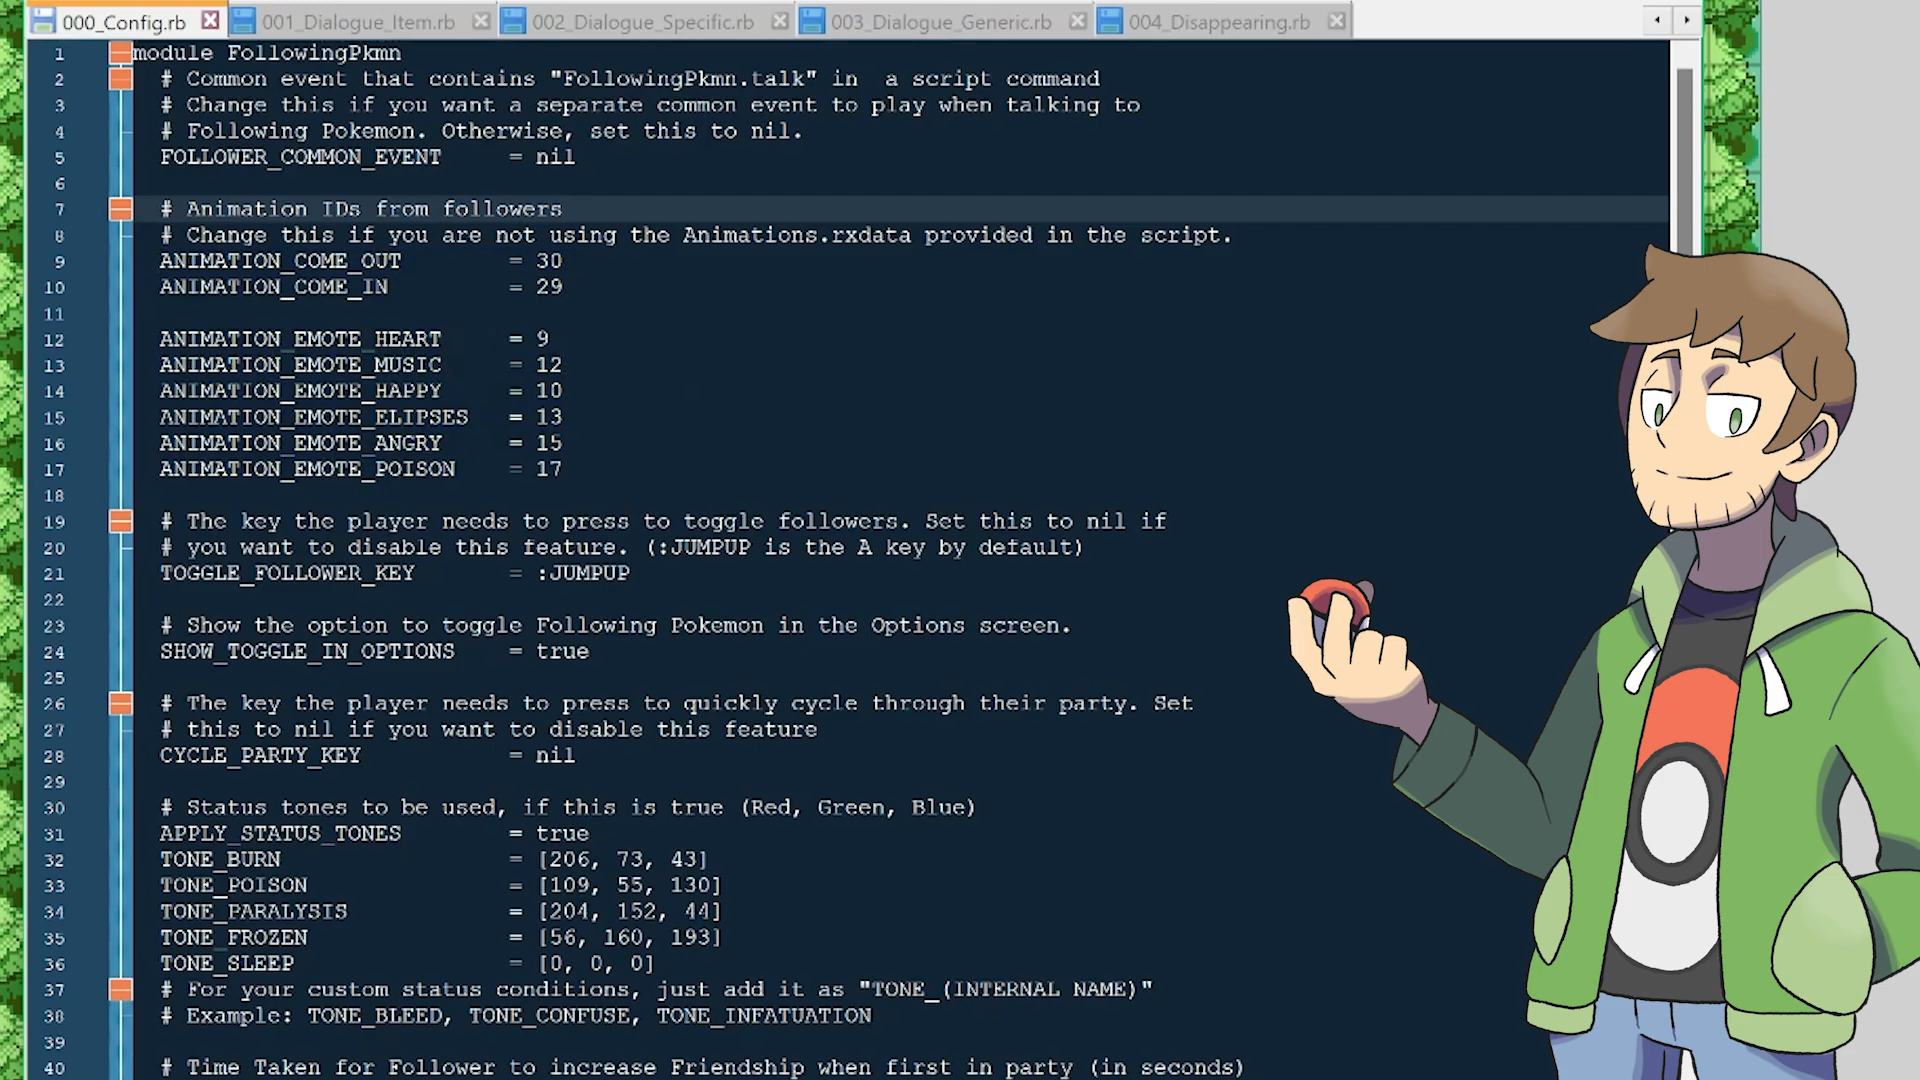 000_Config.rb 001_Dialogue_Item.rb 002_Dialogue_Specific.rb 003_Dialogue_Generic.rb 004_Disappearing.rb
1 module FollowingPkmn
2 # Common event that contains "FollowingPkmn.talk" in  a script command
3 # Change this if you want a separate common event to play when talking to
4 # Following Pokemon. Otherwise, set this to nil.
5 FOLLOWER_COMMON_EVENT = nil
6
7 # Animation IDs from followers
8 # Change this if you are not using the Animations.rxdata provided in the script.
9 ANIMATION_COME_OUT = 30
10 ANIMATION_COME_IN = 29
11
12 ANIMATION_EMOTE_HEART = 9
13 ANIMATION_EMOTE_MUSIC = 12
14 ANIMATION_EMOTE_HAPPY = 10
15 ANIMATION_EMOTE_ELIPSES = 13
16 ANIMATION_EMOTE_ANGRY = 15
17 ANIMATION_EMOTE_POISON = 17
18
19 # The key the player needs to press to toggle followers. Set this to nil if
20 # you want to disable this feature. (:JUMPUP is the A key by default)
21 TOGGLE_FOLLOWER_KEY = :JUMPUP
22
23 # Show the option to toggle Following Pokemon in the Options screen.
24 SHOW_TOGGLE_IN_OPTIONS = true
25
26 # The key the player needs to press to quickly cycle through their party. Set
27 # this to nil if you want to disable this feature
28 CYCLE_PARTY_KEY = nil
29
30 # Status tones to be used, if this is true (Red, Green, Blue)
31 APPLY_STATUS_TONES = true
32 TONE_BURN = [206, 73, 43]
33 TONE_POISON = [109, 55, 130]
34 TONE_PARALYSIS = [204, 152, 44]
35 TONE_FROZEN = [56, 160, 193]
36 TONE_SLEEP = [0, 0, 0]
37 # For your custom status conditions, just add it as "TONE_(INTERNAL NAME)"
38 # Example: TONE_BLEED, TONE_CONFUSE, TONE_INFATUATION
39
40 # Time Taken for Follower to increase Friendship when first in party (in seconds)